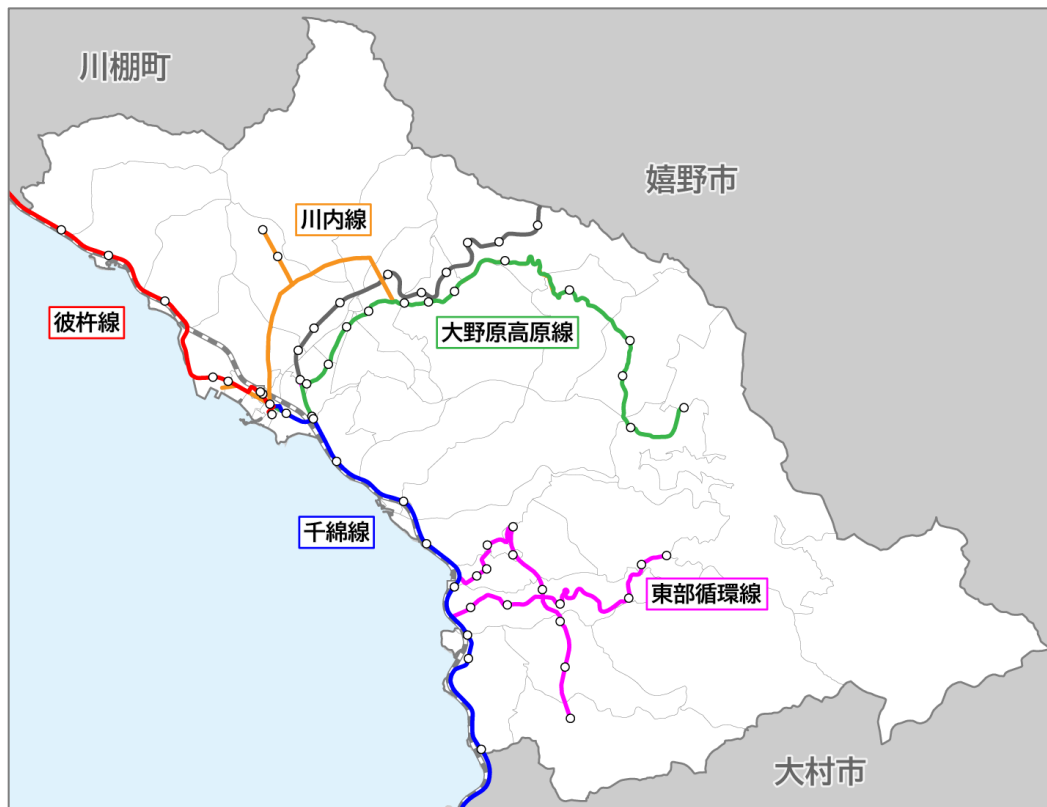 川棚町
嬉野市
川内線
彼杵線
大野原高原線
千綿線
東部循環線
大村市